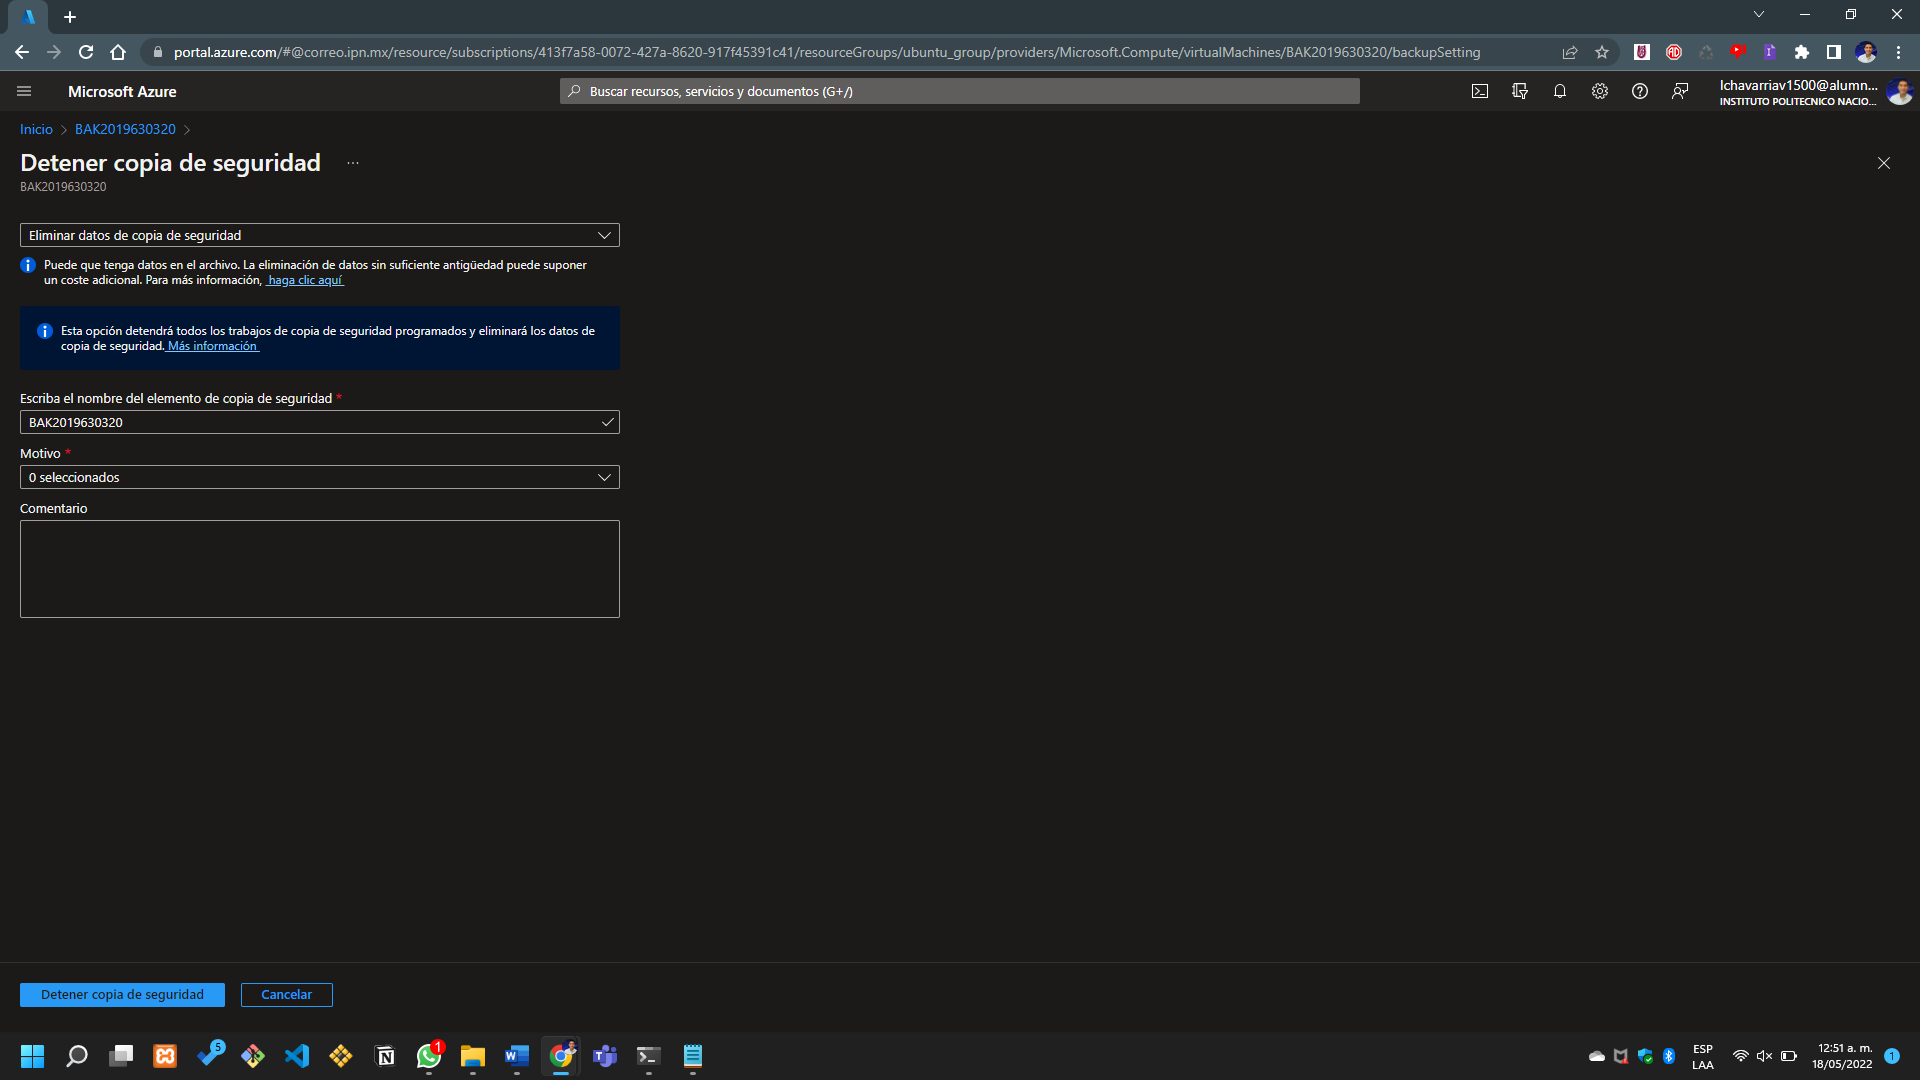 portal.azure.com/#@correo.ipn.mx/resource/subscriptions/413f7a58-0072-427a-8620-917f45391c41/resourceGroups/ubuntu_group/providers/Microsoft.Compute/virtualMachines/BAK2019630320/backupSetting
Microsoft Azure
Buscar recursos, servicios y documentos (G+/)
lchavarriav1500@alumn...
INSTITUTO POLITECNICO NACIO...
Inicio > BAK2019630320 >
Detener copia de seguridad ...
BAK2019630320
Eliminar datos de copia de seguridad
Puede que tenga datos en el archivo. La eliminación de datos sin suficiente antigüedad puede suponer
un coste adicional. Para más información, haga clic aquí
Esta opción detendrá todos los trabajos de copia de seguridad programados y eliminará los datos de
copia de seguridad. Más información
Escriba el nombre del elemento de copia de seguridad *
BAK2019630320
Motivo *
0 seleccionados
Comentario
Detener copia de seguridad
Cancelar
5
1
ESP
LAA
12:51 a. m.
18/05/2022
1